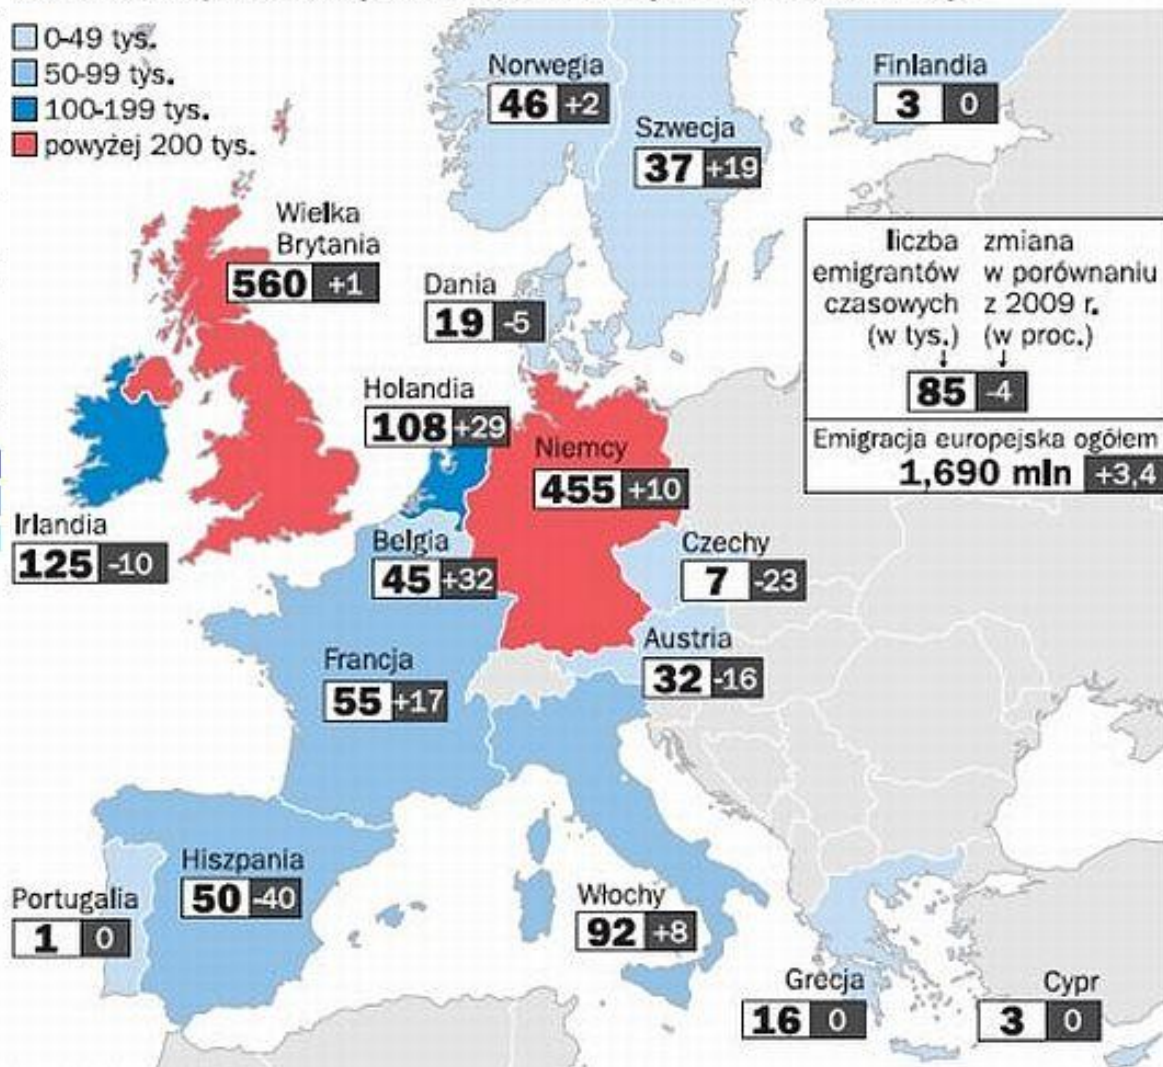 0-49 tys.
50-99 tys.
100-199 tys.
powyżej 200 tys.
Norwegia
46 +2
Finlandia
3 0
Szwecja
37 +19
Wielka
Brytania
560 +1
liczba zmiana
emigrantów w porównaniu
czasowych z 2009 r.
(w tys.) (w proc.)
85 -4
Emigracja europejska ogółem
1,690 mln +3,4
Dania
19 -5
Holandia
108 +29
Niemcy
455 +10
Irlandia
125 -10
Belgia
45 +32
Czechy
7 -23
Austria
32 -16
Francja
55 +17
Hiszpania
50 -40
Portugalia
1 0
Włochy
92 +8
Grecja
16 0
Cypr
3 0